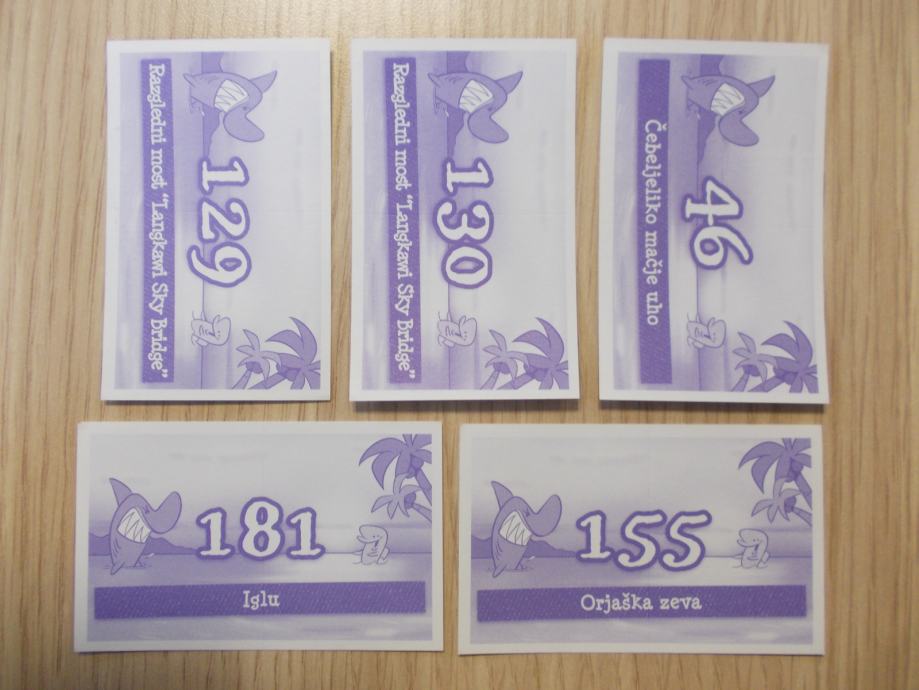 129
Razgledni most "Langkawi Sky Bridge"
130
Razgledni most "Langkawi Sky Bridge"
46
Čebeljeliko mačje uho
181
Iglu
155
Orjaška zeva